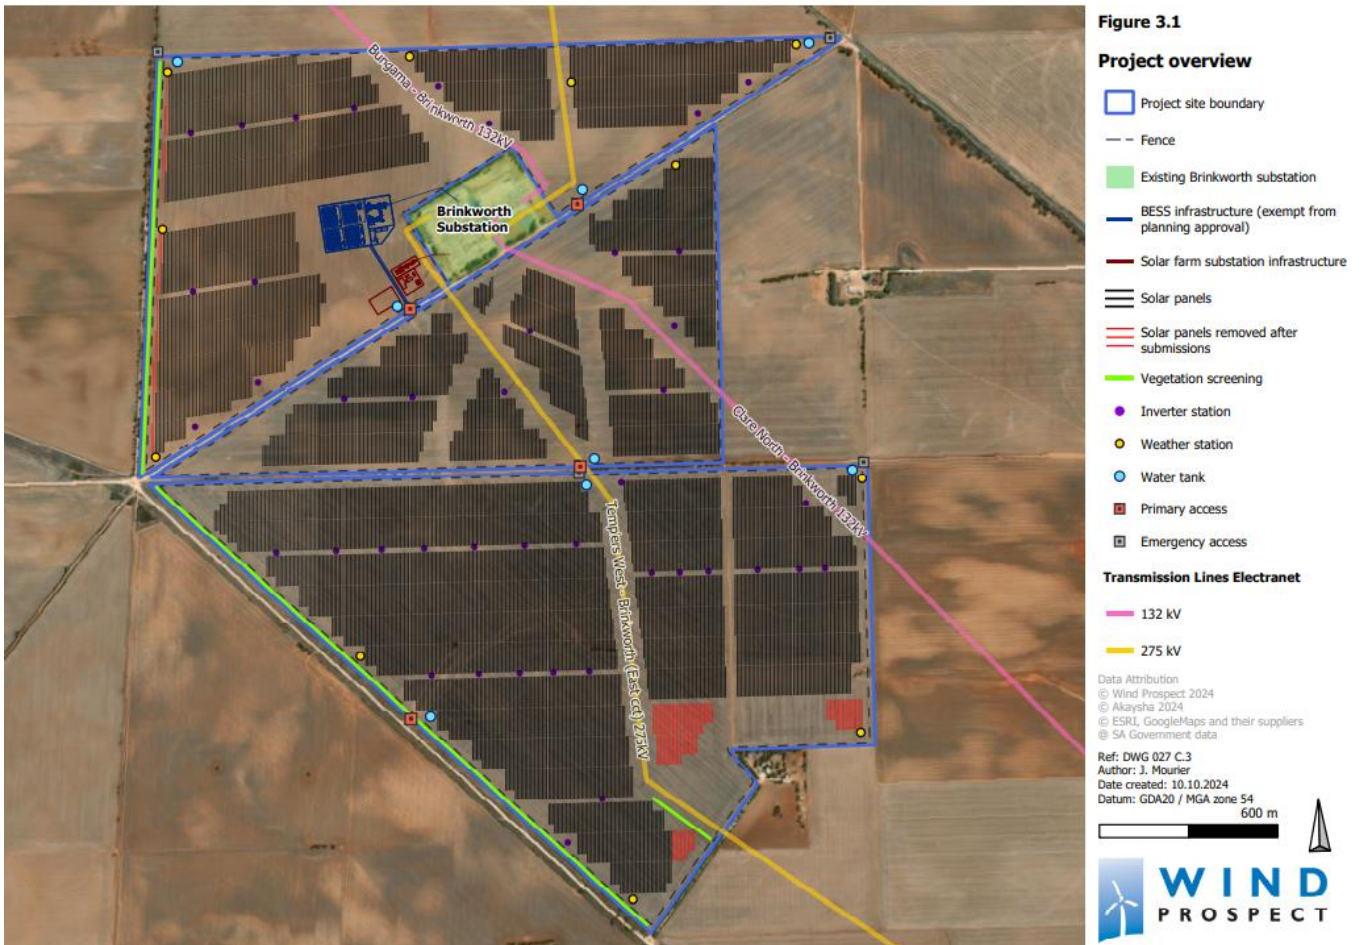 Figure 3.1
Project overview
Project site boundary
Fence
Existing Brinkworth substation
BESS infrastructure (exempt from
planning approval)
Solar farm substation infrastructure
Solar panels
Solar panels removed after
submissions
Vegetation screening
Inverter station
Weather station
Water tank
Primary access
Emergency access
Transmission Lines Electranet
132 kV
275 kV
Data Attribution
© Wind Prospect 2024
© Akaysha 2024
© ESRI, GoogleMaps and their suppliers
@ SA Government data
Ref: DWG 027 C.3
Author: J. Mourier
Date created: 10.10.2024
Datum: GDA20 / MGA zone 54
600 m
WIND
PROSPECT
Bungama - Brinkworth 132kV
Brinkworth
Substation
Clare North - Brinkworth 132kV
Templers West - Brinkworth (East cct) 275kV